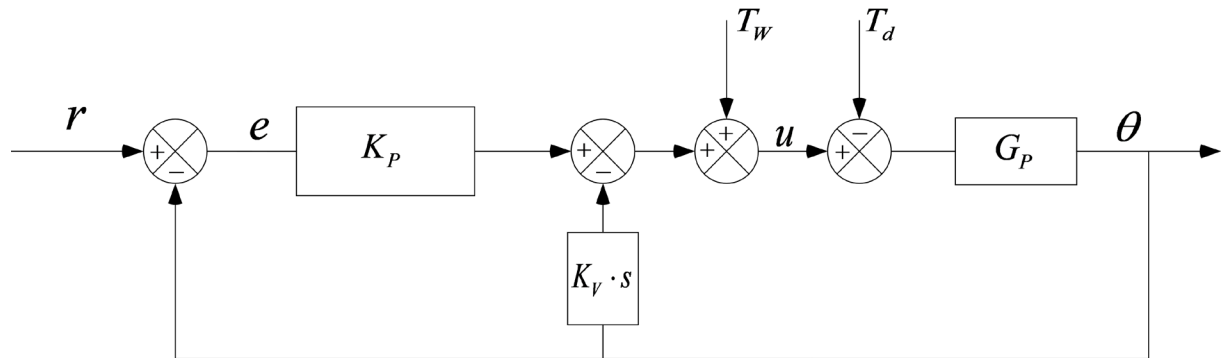 T_W
T_d
r
e
K_P
u
G_P
θ
+
−
+
−
+
+
+
−
K_V · s